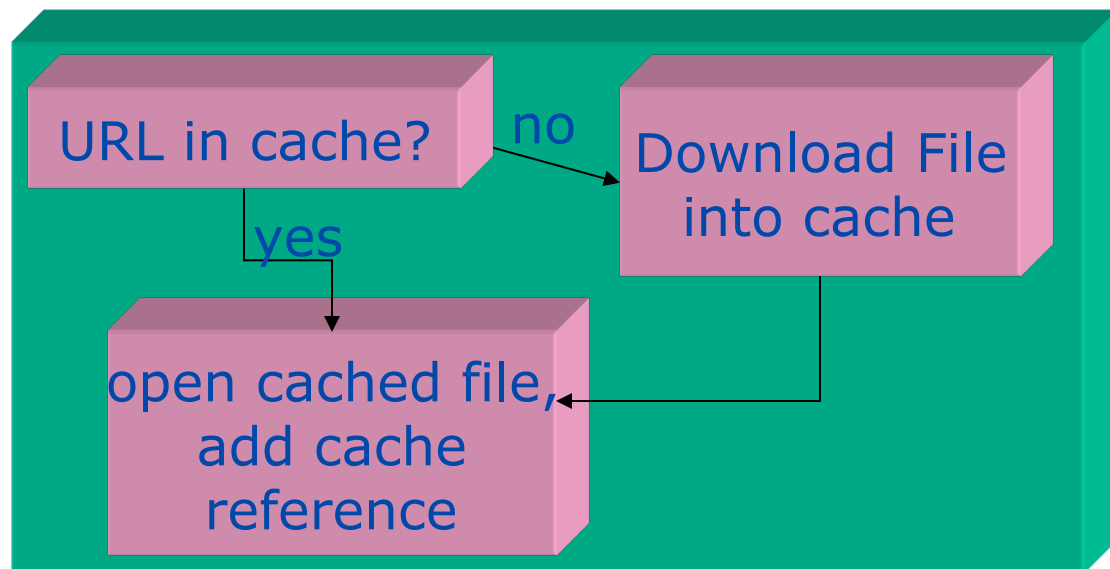 URL in cache?
no
Download File
into cache
yes
open cached file,
add cache
reference